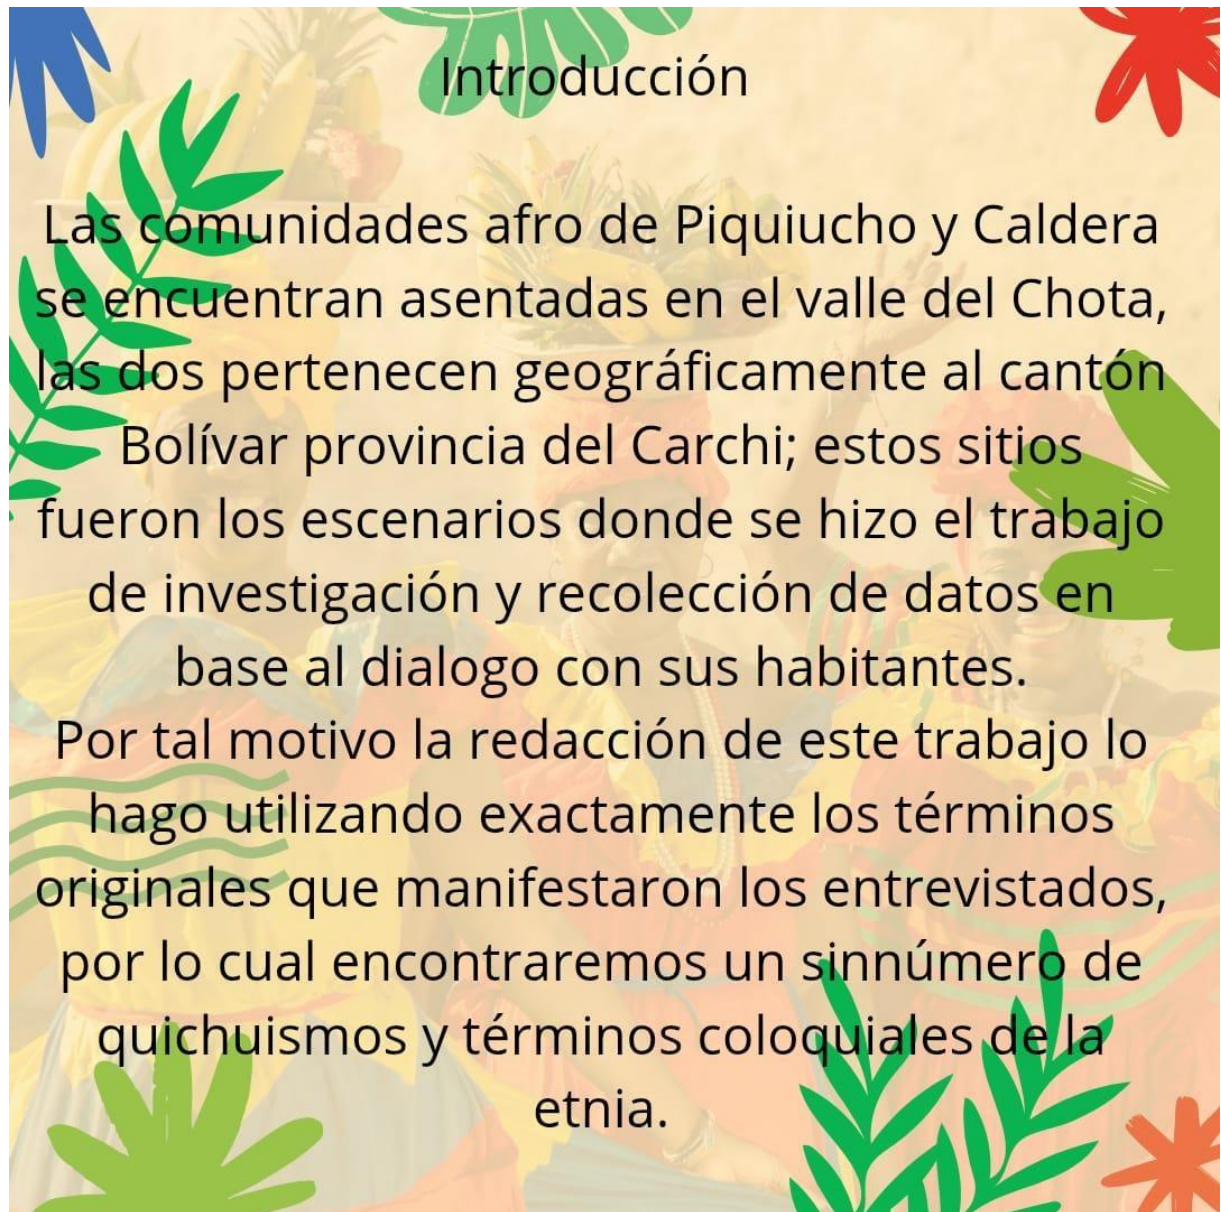 Introducción
Las comunidades afro de Piquiucho y Caldera
se encuentran asentadas en el valle del Chota,
las dos pertenecen geográficamente al cantón
Bolívar provincia del Carchi; estos sitios
fueron los escenarios donde se hizo el trabajo
de investigación y recolección de datos en
base al dialogo con sus habitantes.
Por tal motivo la redacción de este trabajo lo
hago utilizando exactamente los términos
originales que manifestaron los entrevistados,
por lo cual encontraremos un sinnúmero de
quichuismos y términos coloquiales de la
etnia.